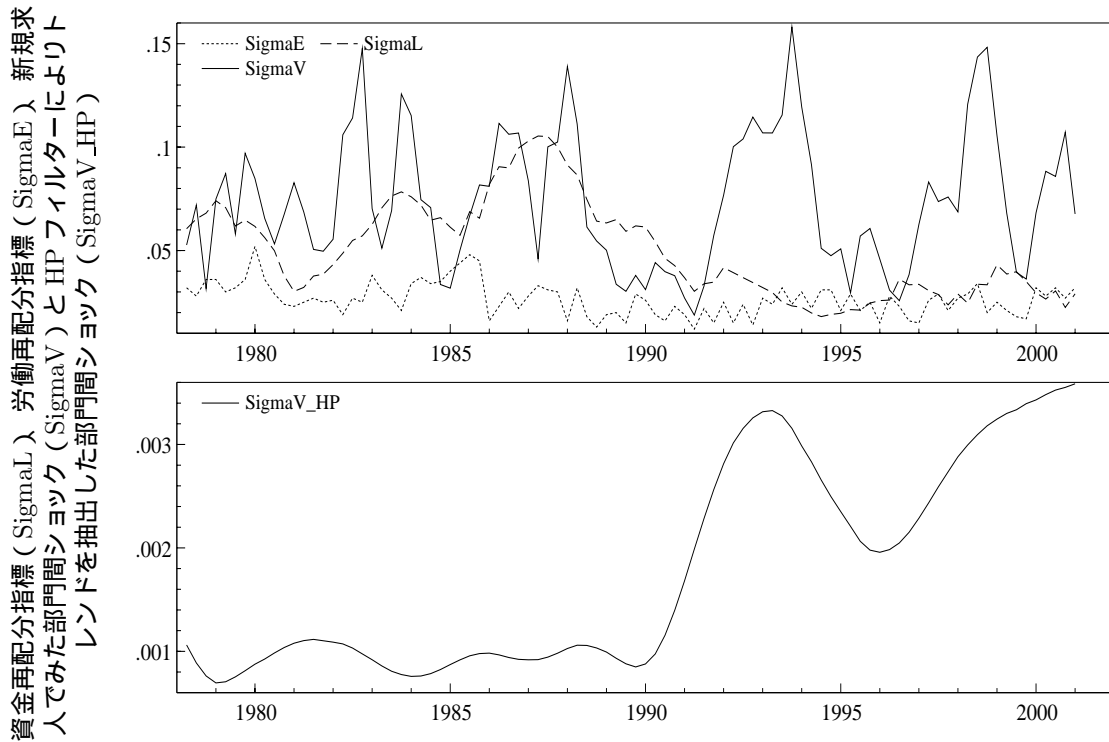 資金再配分指標（SigmaL）、労働再配分指標（SigmaE）、新規求
人でみた部門間ショック（SigmaV）とHPフィルターによりト
レンドを抽出した部門間ショック（SigmaV_HP）
SigmaE SigmaL
SigmaV
.15
.1
.05
1980 1985 1990 1995 2000
SigmaV_HP
.003
.002
.001
1980 1985 1990 1995 2000